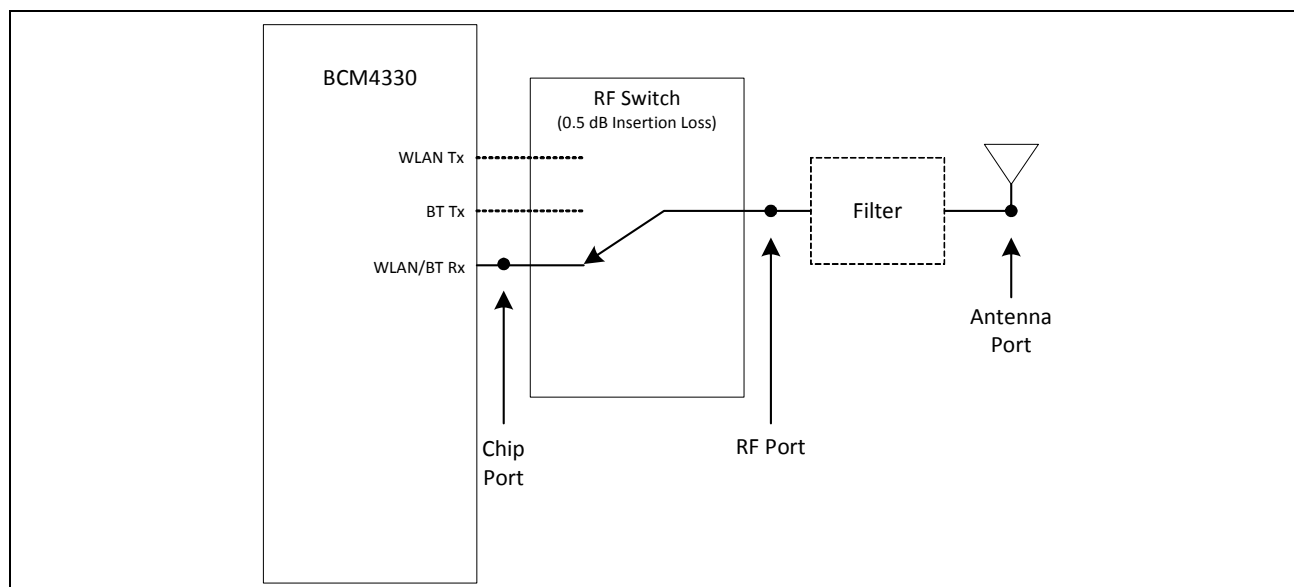 BCM4330
RF Switch
(0.5 dB Insertion Loss)
WLAN Tx
BT Tx
Filter
WLAN/BT Rx
Antenna
Port
Chip
Port
RF Port